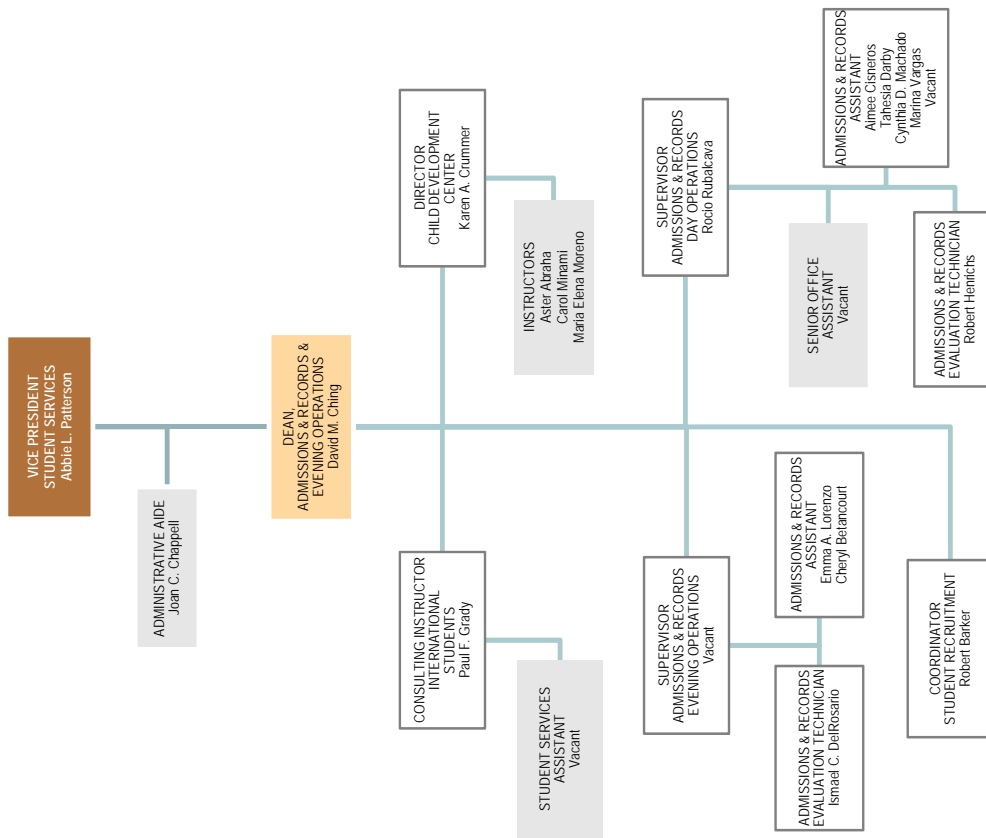 VICE PRESIDENT
STUDENT SERVICES
Abbie L. Patterson
ADMINISTRATIVE AIDE
Joan C. Chappell
DEAN,
ADMISSIONS & RECORDS &
EVENING OPERATIONS
David M. Ching
CONSULTING INSTRUCTOR
INTERNATIONAL
STUDENTS
Paul F. Grady
DIRECTOR
CHILD DEVELOPMENT
CENTER
Karen A. Crummer
STUDENT SERVICES
ASSISTANT
Vacant
INSTRUCTORS
Aster Abraha
Carol Minami
Maria Elena Moreno
SUPERVISOR
ADMISSIONS & RECORDS
EVENING OPERATIONS
Vacant
SUPERVISOR
ADMISSIONS & RECORDS
DAY OPERATIONS
Rocio Rubalcava
ADMISSIONS & RECORDS
EVALUATION TECHNICIAN
Ismael C. DelRosario
ADMISSIONS & RECORDS
ASSISTANT
Emma A. Lorenzo
Cheryl Betancourt
SENIOR OFFICE
ASSISTANT
Vacant
ADMISSIONS & RECORDS
ASSISTANT
Aimee Cisneros
Tahesia Darby
Cynthia D. Machado
Marina Vargas
Vacant
COORDINATOR
STUDENT RECRUITMENT
Robert Barker
ADMISSIONS & RECORDS
EVALUATION TECHNICIAN
Robert Henrichs